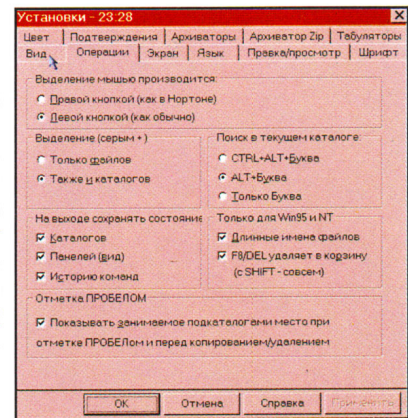 Установки - 23:28
Цвет Подтверждения Архиваторы Архиватор Zip Табуляторы
Вид Операции Экран Язык Правка/просмотр Шрифт
Выделение мышью производится:
Правой кнопкой (как в Нортоне)
Левой кнопкой (как обычно)
Выделение (серым + )
Только файлов
Также и каталогов
Поиск в текущем каталоге:
CTRL+ALT+Буква
ALT+Буква
Только Буква
На выходе сохранять состояние
Каталогов
Панелей (вид)
Историю команд
Только для Win95 и NT
Длинные имена файлов
F8/DEL удаляет в корзину
(с SHIFT - совсем)
Отметка ПРОБЕЛОМ
Показывать занимаемое подкаталогами место при
отметке ПРОБЕЛом и перед копированием/удалением
OK Отмена Справка Применить